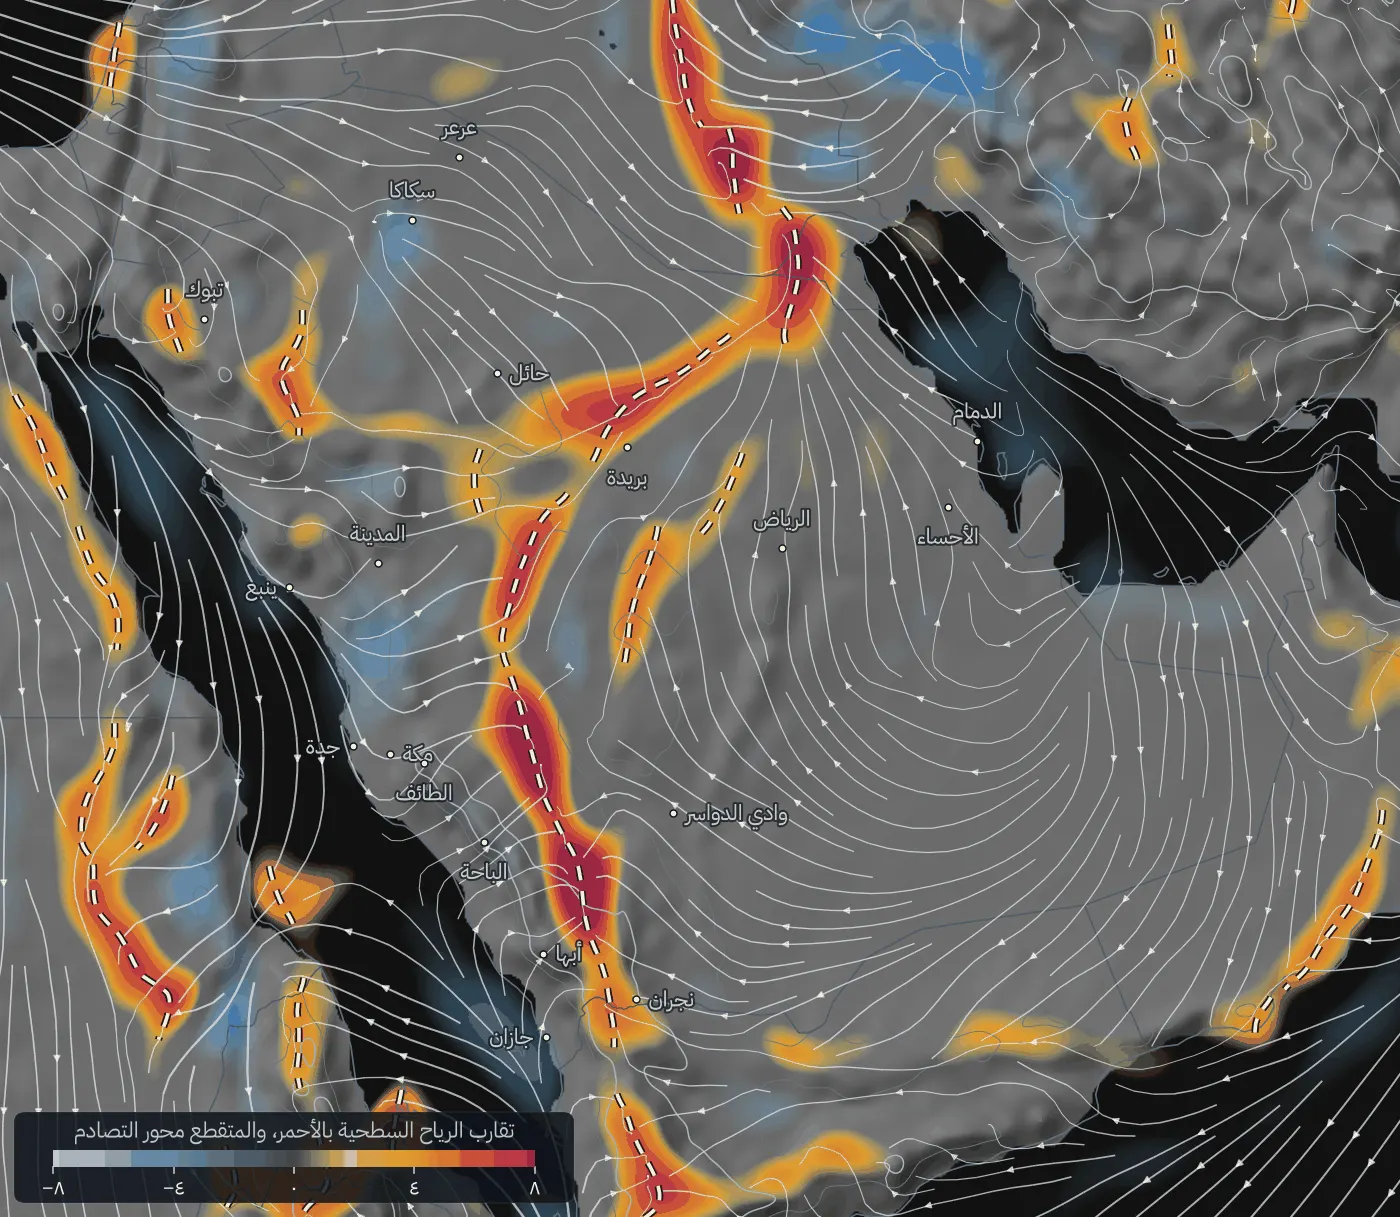 عرعر
سكاكا
تبوك
حائل
الدمام
بريدة
الرياض
المدينة
الأحساء
ينبع
جدة
مكة
الطائف
وادي الدواسر
الباحة
أبها
نجران
جازان
تقارب الرياح السطحية بالأحمر، والمتقطع محور التصادم
−٨ −٤ ٠ ٤ ٨